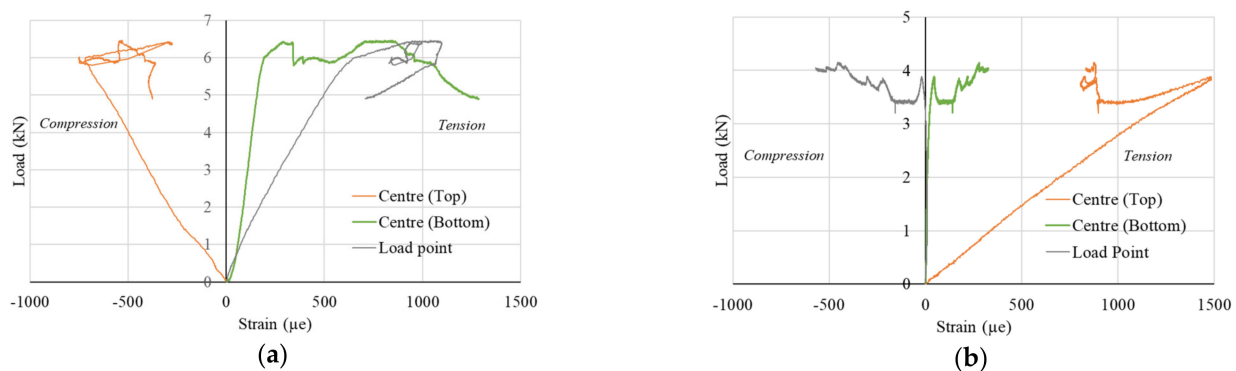 7
6
5
4
3
2
1
0
Load (kN)
Compression
Tension
Centre (Top)
Centre (Bottom)
Load point
-1000 -500 0 500 1000 1500
Strain (µe)
(a)
5
4
3
2
1
0
Load (kN)
Compression
Tension
Centre (Top)
Centre (Bottom)
Load Point
-1000 -500 0 500 1000 1500
Strain (µe)
(b)